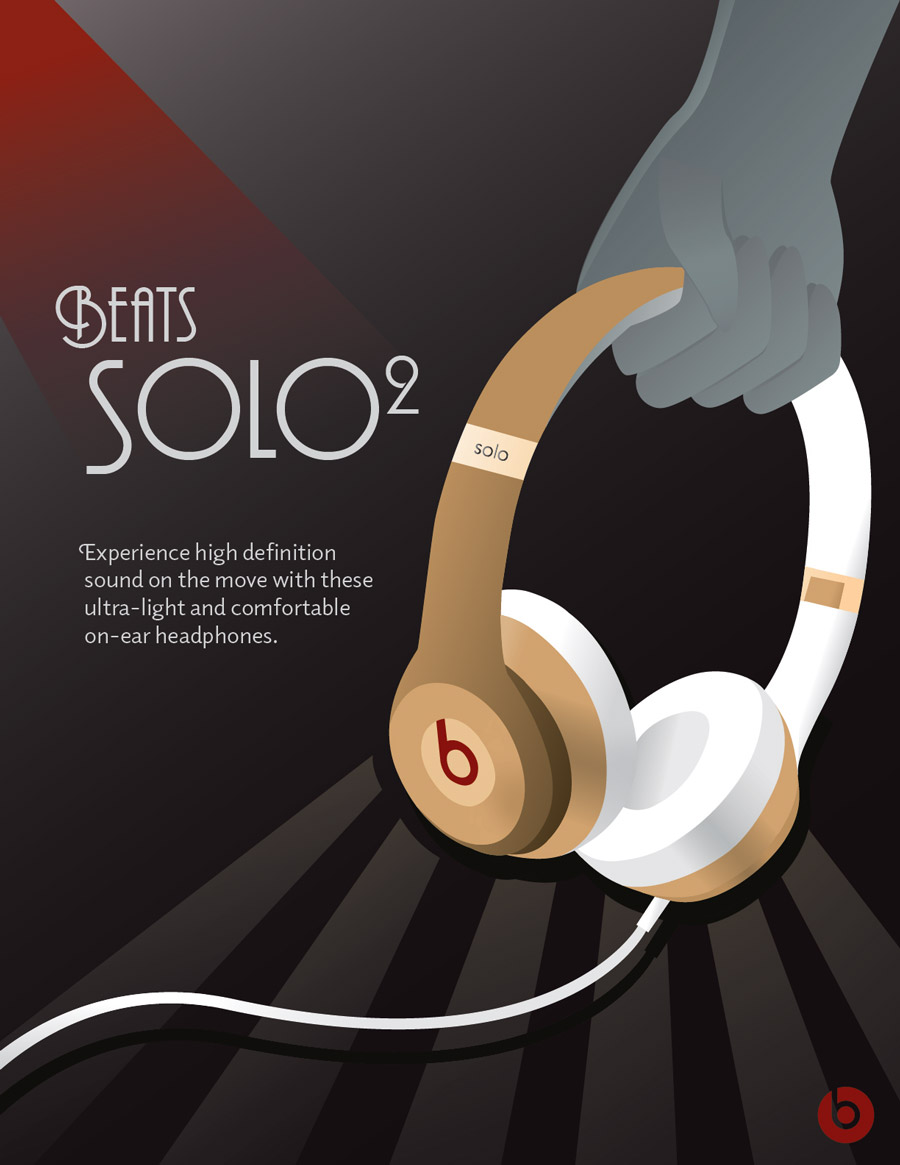 BEATS
SOLO2
solo
Experience high definition
sound on the move with these
ultra-light and comfortable
on-ear headphones.
b
b